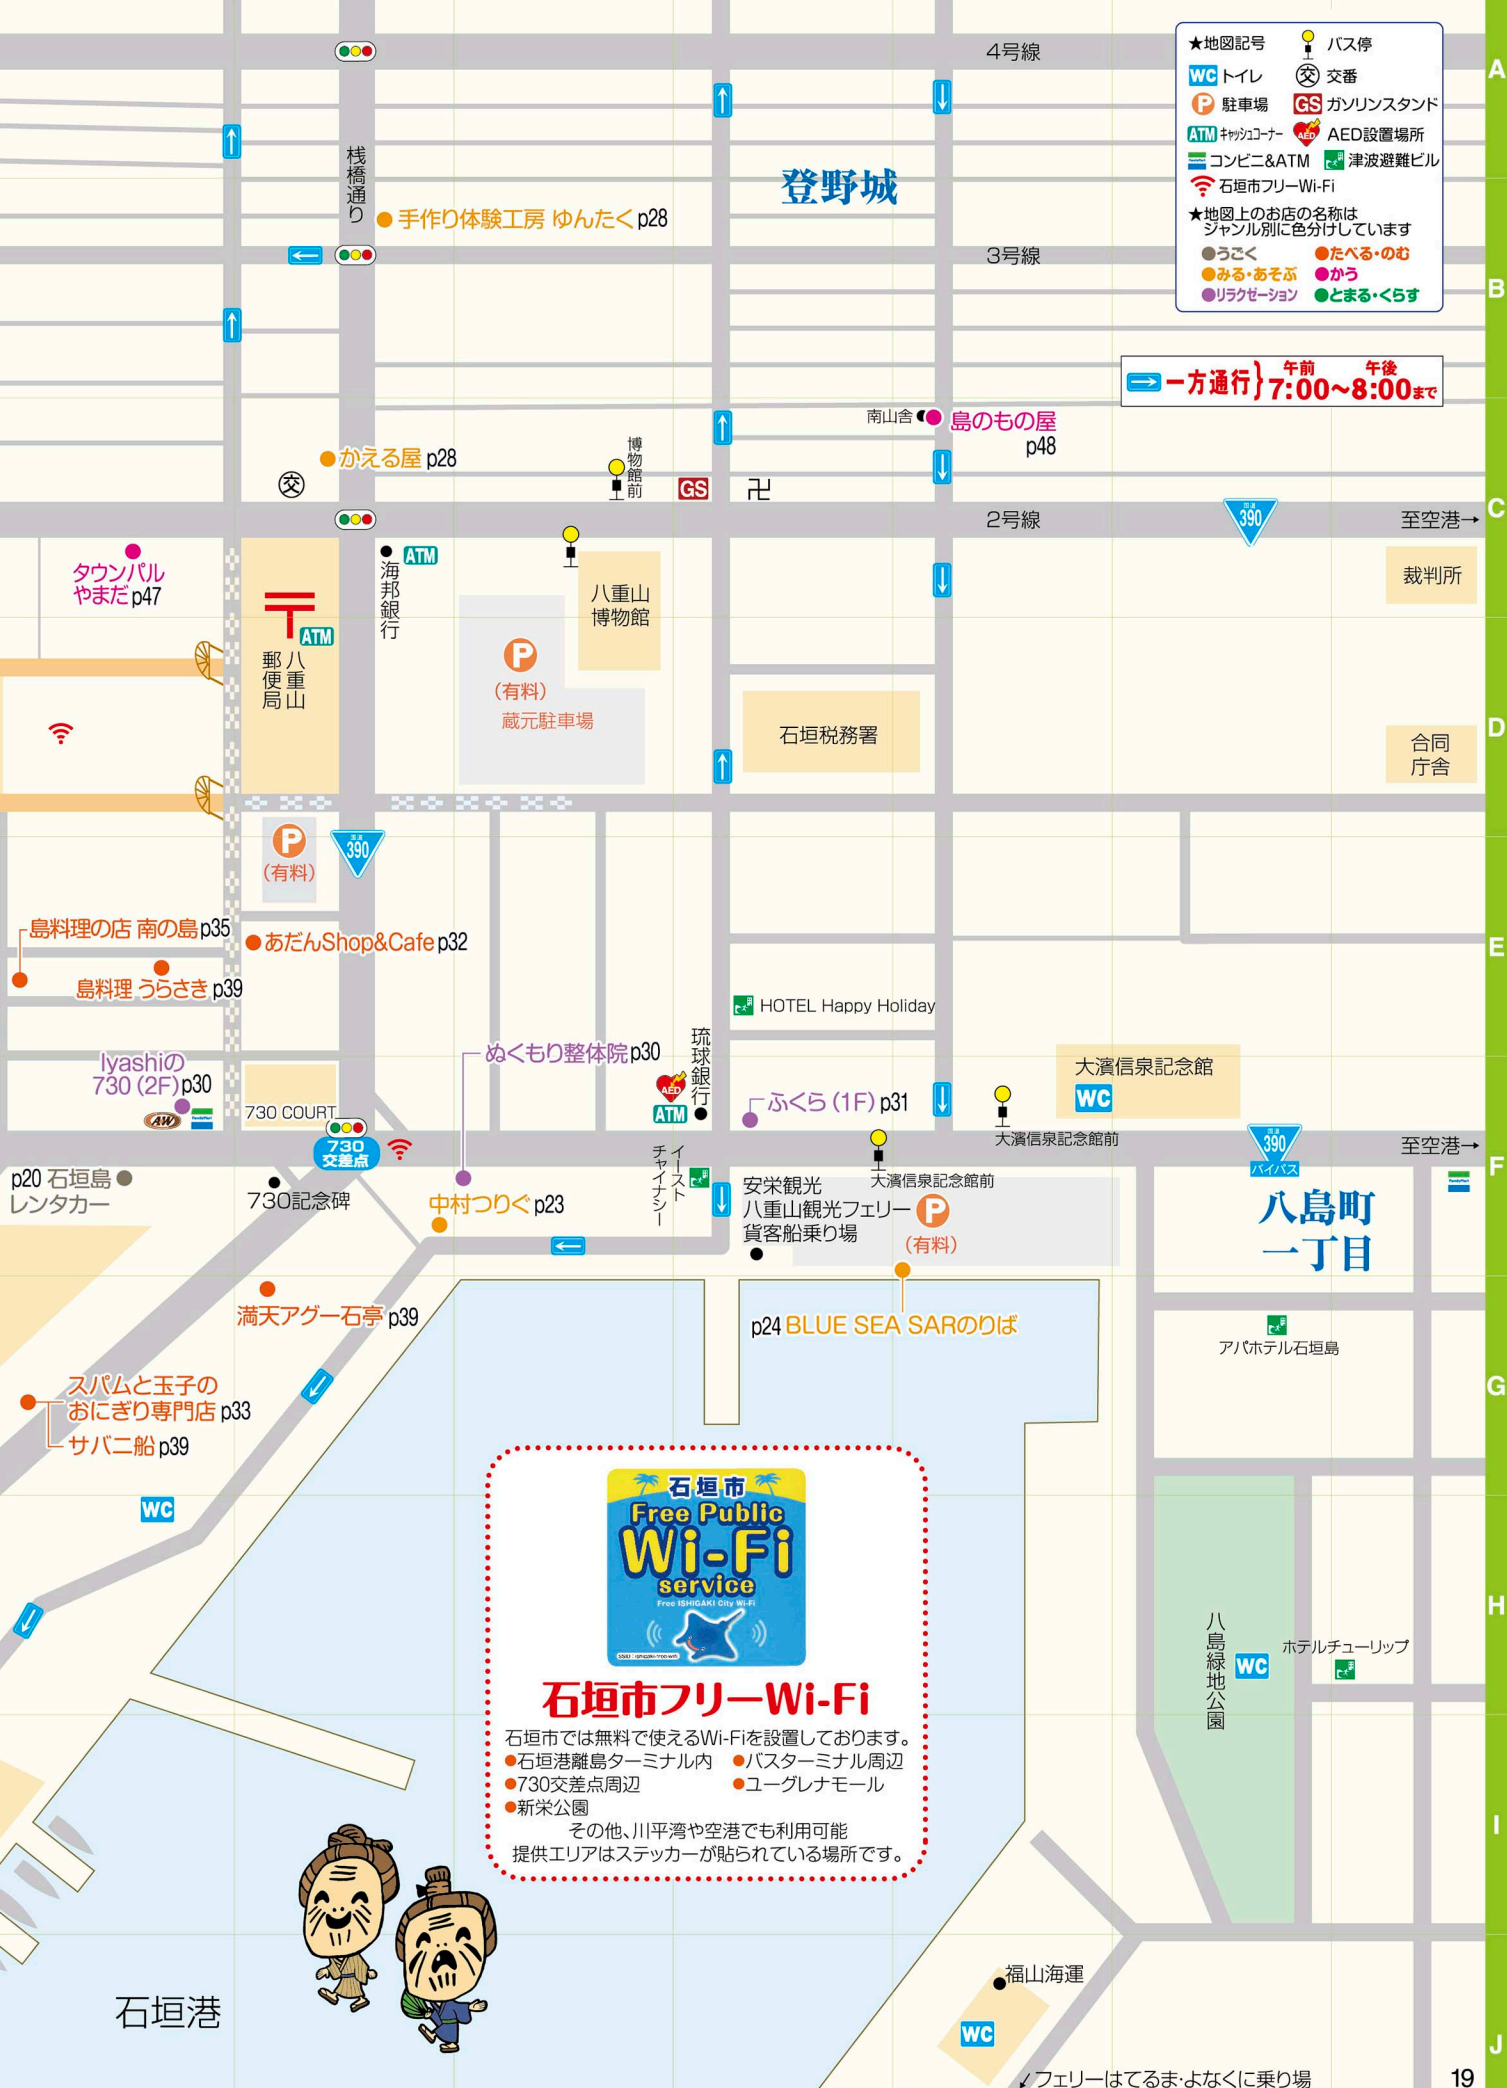 4号線
A
★地図記号
バス停
WC トイレ
交 交番
P 駐車場
GS ガソリンスタンド
ATM キャッシュコーナー
AED AED設置場所
コンビニ&ATM
津波避難ビル
石垣市フリーWi-Fi
★地図上のお店の名称は
ジャンル別に色分けしています
●うごく
●たべる・のむ
●みる・あそぶ
●かう
●リラクゼーション
●とまる・くらす
桟橋通り
登野城
手作り体験工房 ゆんたく p28
3号線
B
一方通行} 午前7:00～午後8:00まで
南山舎
島のもの屋
p48
かえる屋 p28
博物館前
交
GS
卍
C
2号線
390
至空港→
タウンパル
やまだ p47
ATM
海邦銀行
八重山
博物館
裁判所
〒
ATM
八重山
郵便局
P
(有料)
蔵元駐車場
D
石垣税務署
合同
庁舎
P
(有料)
390
島料理の店 南の島 p35
あだんShop&Cafe p32
E
島料理 うらさき p39
HOTEL Happy Holiday
琉球銀行
ぬくもり整体院 p30
Iyashiの
730 (2F) p30
AED
ATM
大濱信泉記念館
WC
ふくら (1F) p31
A&W
730 COURT
730
交差点
大濱信泉記念館前
390
バイパス
至空港→
F
p20 石垣島
レンタカー
730記念碑
イースト
チャイナシー
大濱信泉記念館前
中村つりぐ p23
安栄観光
八重山観光フェリー
貨客船乗り場
P
(有料)
八島町
一丁目
満天アグー石亭 p39
p24 BLUE SEA SARのりば
アパホテル石垣島
G
スパムと玉子の
おにぎり専門店 p33
サバニ船 p39
WC
石垣市
Free Public
Wi-Fi
service
Free ISHIGAKI City Wi-Fi
H
八島緑地公園
WC
ホテルチューリップ
石垣市フリーWi-Fi
石垣市では無料で使えるWi-Fiを設置しております。
●石垣港離島ターミナル内
●バスターミナル周辺
●730交差点周辺
●ユーグレナモール
●新栄公園
その他、川平湾や空港でも利用可能
提供エリアはステッカーが貼られている場所です。
I
福山海運
石垣港
WC
J
フェリーはてるま・よなくに乗り場
19